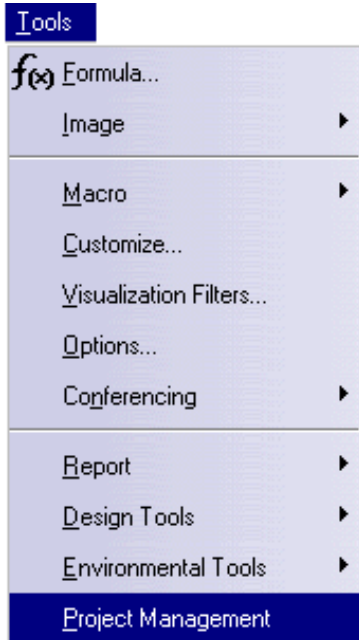 Tools
f(x) Formula...
Image
Macro
Customize...
Visualization Filters...
Options...
Conferencing
Report
Design Tools
Environmental Tools
Project Management